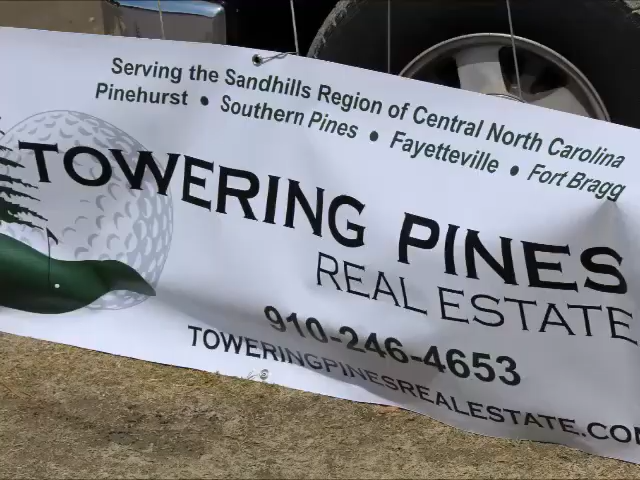 Serving the Sandhills Region of Central North Carolina
Pinehurst • Southern Pines • Fayetteville • Fort Bragg
TOWERING PINES
REAL ESTATE
910-246-4653
TOWERINGPINESREALESTATE.COM